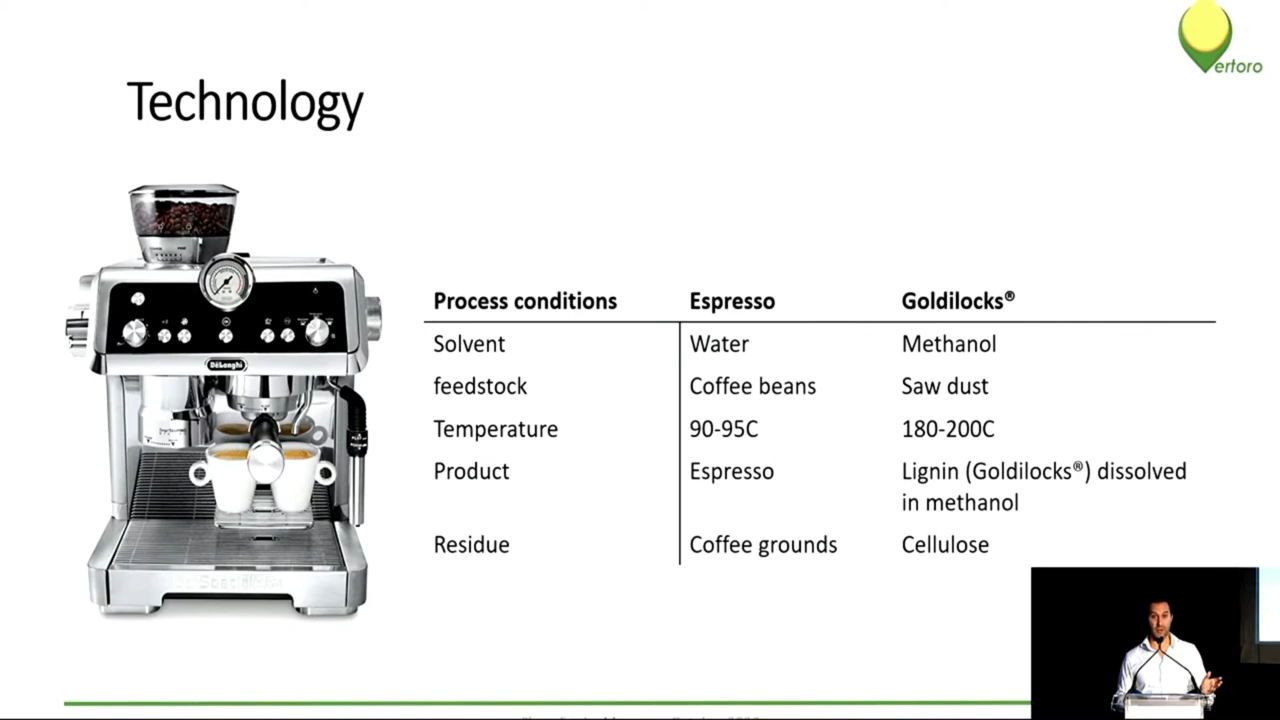 ertoro
Technology
DēLonghi
Process conditions Espresso Goldilocks®
Solvent Water Methanol
feedstock Coffee beans Saw dust
Temperature 90-95C 180-200C
Product Espresso Lignin (Goldilocks®) dissolved
in methanol
Residue Coffee grounds Cellulose